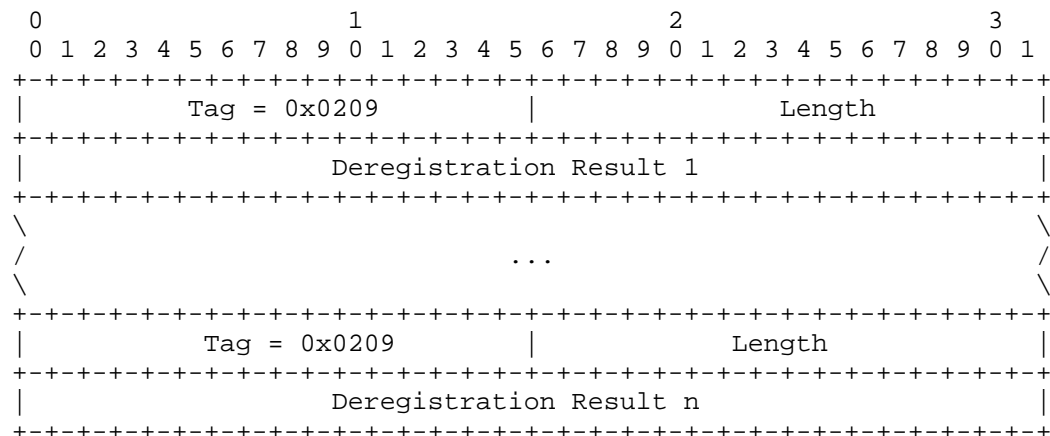 0                   1                   2                   3
 0 1 2 3 4 5 6 7 8 9 0 1 2 3 4 5 6 7 8 9 0 1 2 3 4 5 6 7 8 9 0 1
+-+-+-+-+-+-+-+-+-+-+-+-+-+-+-+-+-+-+-+-+-+-+-+-+-+-+-+-+-+-+-+-+
|          Tag = 0x0209         |               Length          |
+-+-+-+-+-+-+-+-+-+-+-+-+-+-+-+-+-+-+-+-+-+-+-+-+-+-+-+-+-+-+-+-+
|                   Deregistration Result 1                     |
+-+-+-+-+-+-+-+-+-+-+-+-+-+-+-+-+-+-+-+-+-+-+-+-+-+-+-+-+-+-+-+-+
\                                                               \
/                              ...                              /
\                                                               \
+-+-+-+-+-+-+-+-+-+-+-+-+-+-+-+-+-+-+-+-+-+-+-+-+-+-+-+-+-+-+-+-+
|           Tag = 0x0209        |            Length             |
+-+-+-+-+-+-+-+-+-+-+-+-+-+-+-+-+-+-+-+-+-+-+-+-+-+-+-+-+-+-+-+-+
|                   Deregistration Result n                     |
+-+-+-+-+-+-+-+-+-+-+-+-+-+-+-+-+-+-+-+-+-+-+-+-+-+-+-+-+-+-+-+-+